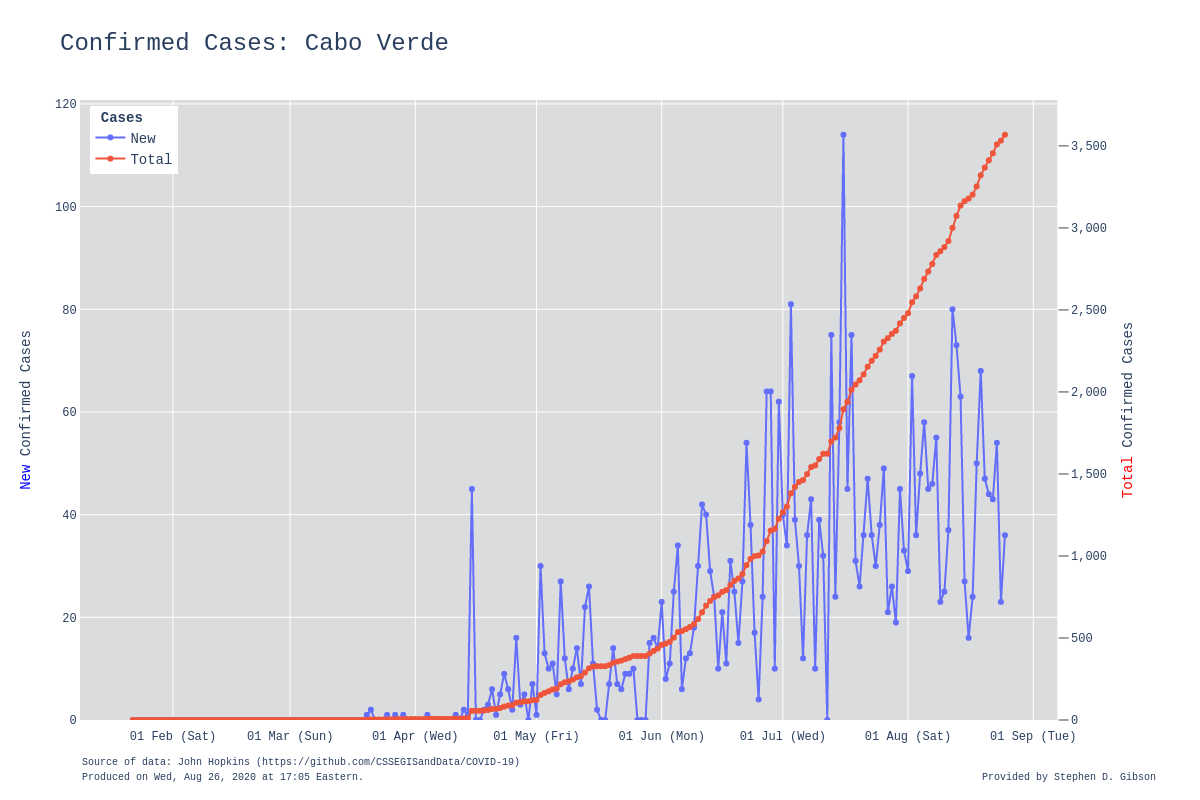 Confirmed Cases: Cabo Verde
Cases
New
Total
120
100
80
60
40
20
0
3,500
3,000
2,500
2,000
1,500
1,000
500
0
New Confirmed Cases
Total Confirmed Cases
01 Feb (Sat)
01 Mar (Sun)
01 Apr (Wed)
01 May (Fri)
01 Jun (Mon)
01 Jul (Wed)
01 Aug (Sat)
01 Sep (Tue)
Source of data: John Hopkins (https://github.com/CSSEGISandData/COVID-19)
Produced on Wed, Aug 26, 2020 at 17:05 Eastern.
Provided by Stephen D. Gibson